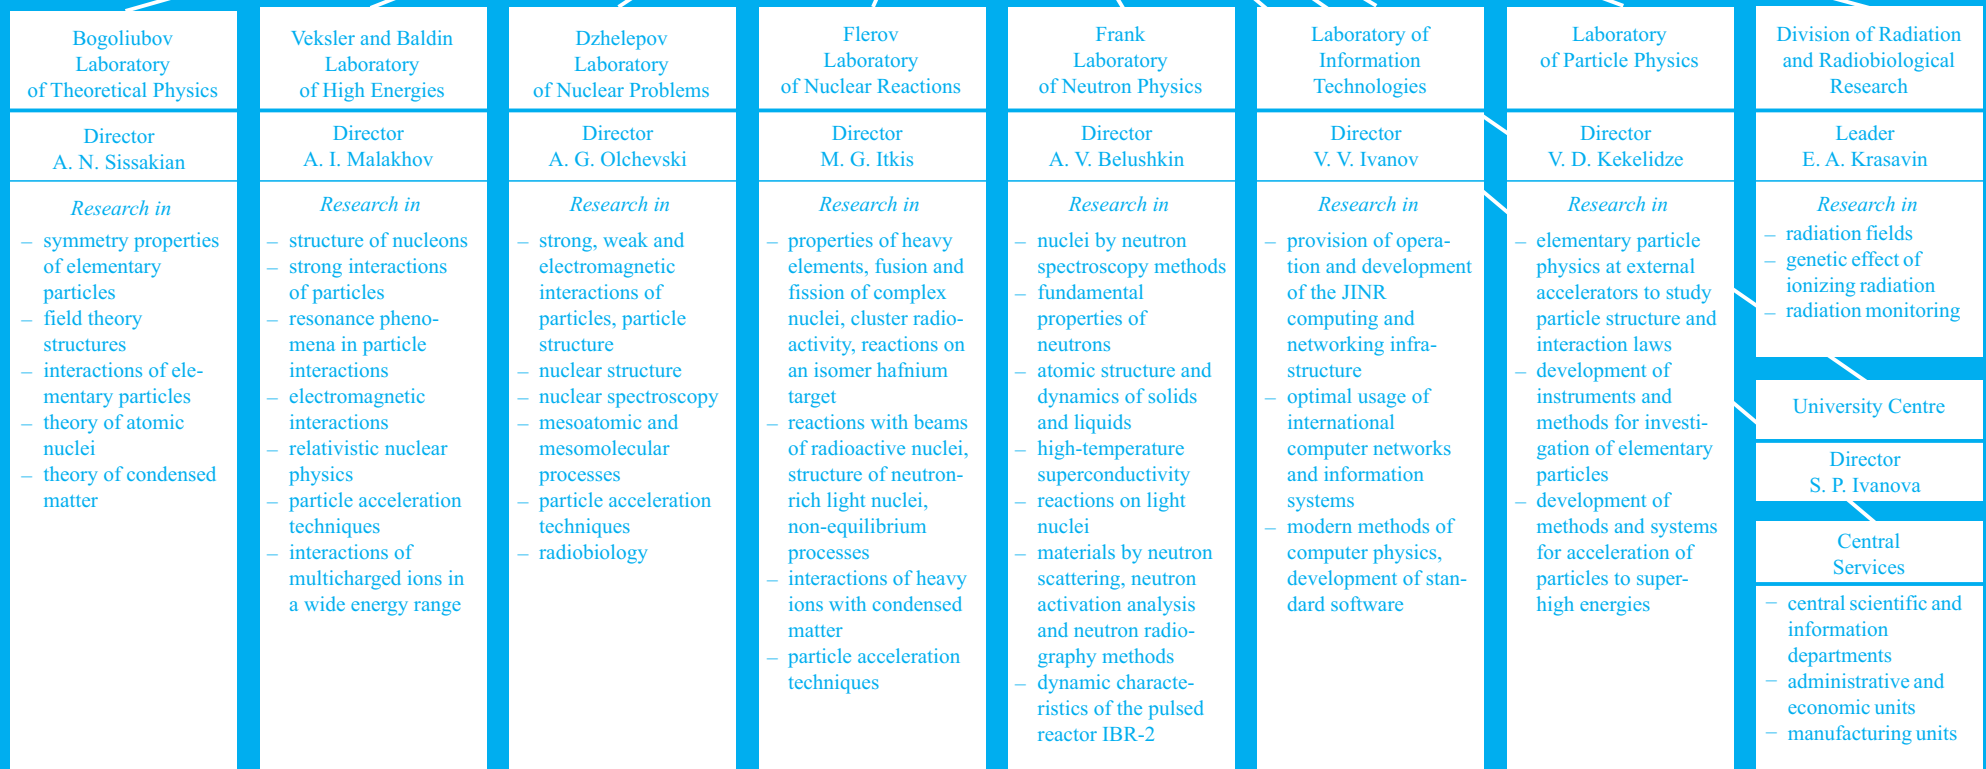 Bogoliubov
Laboratory
of Theoretical Physics
Director
A. N. Sissakian
Research in
– symmetry properties
of elementary
particles
– field theory
structures
– interactions of ele-
mentary particles
– theory of atomic
nuclei
– theory of condensed
matter
Veksler and Baldin
Laboratory
of High Energies
Director
A. I. Malakhov
Research in
– structure of nucleons
– strong interactions
of particles
– resonance pheno-
mena in particle
interactions
– electromagnetic
interactions
– relativistic nuclear
physics
– particle acceleration
techniques
– interactions of
multicharged ions in
a wide energy range
Dzhelepov
Laboratory
of Nuclear Problems
Director
A. G. Olchevski
Research in
– strong, weak and
electromagnetic
interactions of
particles, particle
structure
– nuclear structure
– nuclear spectroscopy
– mesoatomic and
mesomolecular
processes
– particle acceleration
techniques
– radiobiology
Flerov
Laboratory
of Nuclear Reactions
Director
M. G. Itkis
Research in
– properties of heavy
elements, fusion and
fission of complex
nuclei, cluster radio-
activity, reactions on
an isomer hafnium
target
– reactions with beams
of radioactive nuclei,
structure of neutron-
rich light nuclei,
non-equilibrium
processes
– interactions of heavy
ions with condensed
matter
– particle acceleration
techniques
Frank
Laboratory
of Neutron Physics
Director
A. V. Belushkin
Research in
– nuclei by neutron
spectroscopy methods
– fundamental
properties of
neutrons
– atomic structure and
dynamics of solids
and liquids
– high-temperature
superconductivity
– reactions on light
nuclei
– materials by neutron
scattering, neutron
activation analysis
and neutron radio-
graphy methods
– dynamic characte-
ristics of the pulsed
reactor IBR-2
Laboratory of
Information
Technologies
Director
V. V. Ivanov
Research in
– provision of opera-
tion and development
of the JINR
computing and
networking infra-
structure
– optimal usage of
international
computer networks
and information
systems
– modern methods of
computer physics,
development of stan-
dard software
Laboratory
of Particle Physics
Director
V. D. Kekelidze
Research in
– elementary particle
physics at external
accelerators to study
particle structure and
interaction laws
– development of
instruments and
methods for investi-
gation of elementary
particles
– development of
methods and systems
for acceleration of
particles to super-
high energies
Division of Radiation
and Radiobiological
Research
Leader
E. A. Krasavin
Research in
– radiation fields
– genetic effect of
ionizing radiation
– radiation monitoring
University Centre
Director
S. P. Ivanova
Central
Services
– central scientific and
information
departments
– administrative and
economic units
– manufacturing units